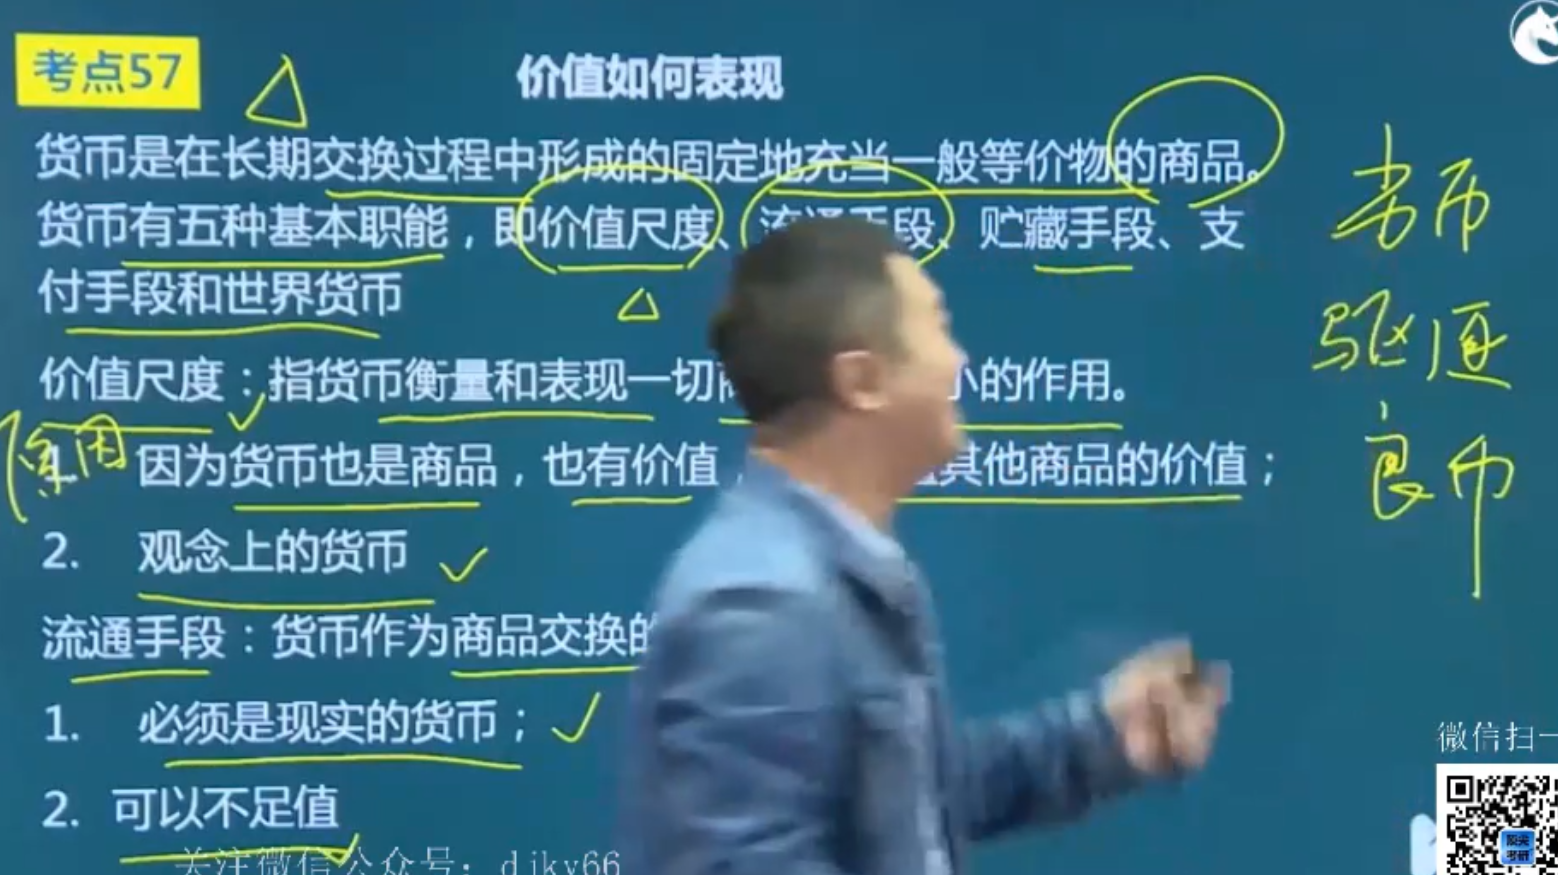 考点57
价值如何表现
货币是在长期交换过程中形成的固定地充当一般等价物的商品。
货币有五种基本职能，即价值尺度、流通手段、贮藏手段、支
付手段和世界货币
价值尺度：指货币衡量和表现一切 小的作用。
因为货币也是商品，也有价值， 其他商品的价值；
2. 观念上的货币
流通手段：货币作为商品交换的
1. 必须是现实的货币；
2. 可以不足值
驱逐
良币
微信扫一
关注微信公众号：djky66
顶尖
考研